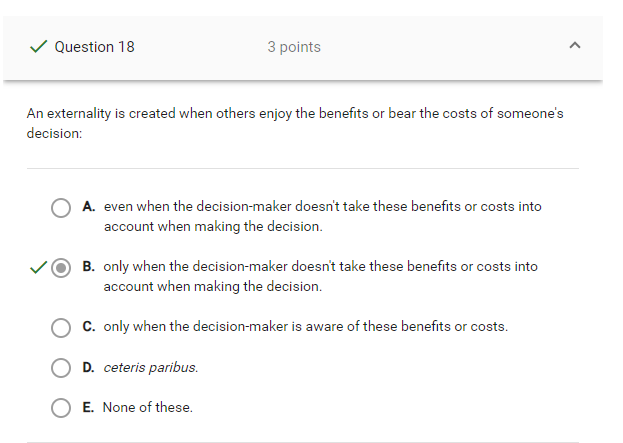 Question 18 3 points
An externality is created when others enjoy the benefits or bear the costs of someone's
decision:
A. even when the decision-maker doesn't take these benefits or costs into
account when making the decision.
B. only when the decision-maker doesn't take these benefits or costs into
account when making the decision.
C. only when the decision-maker is aware of these benefits or costs.
D. ceteris paribus.
E. None of these.